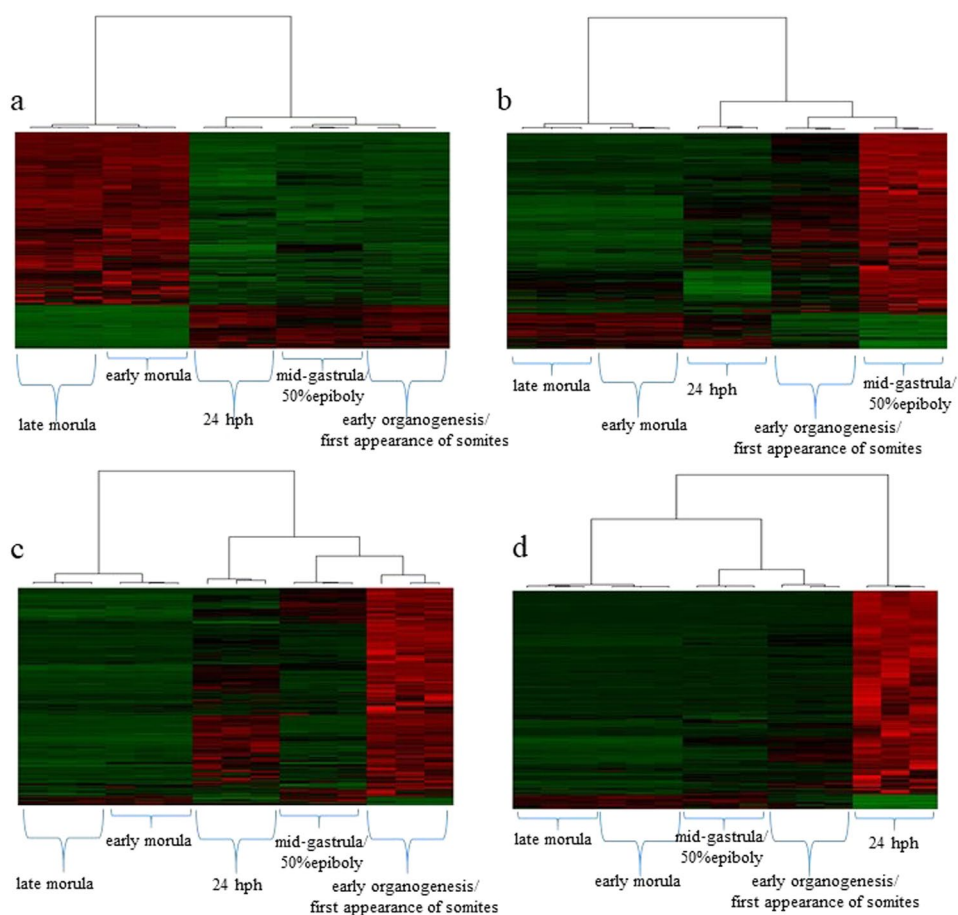 a
late morula
early morula
24 hph
mid-gastrula/
50%epiboly
early organogenesis/
first appearance of somites
b
late morula
early morula
24 hph
early organogenesis/
first appearance of somites
mid-gastrula/
50%epiboly
c
late morula
early morula
24 hph
mid-gastrula/
50%epiboly
early organogenesis/
first appearance of somites
d
late morula
early morula
mid-gastrula/
50%epiboly
early organogenesis/
first appearance of somites
24 hph